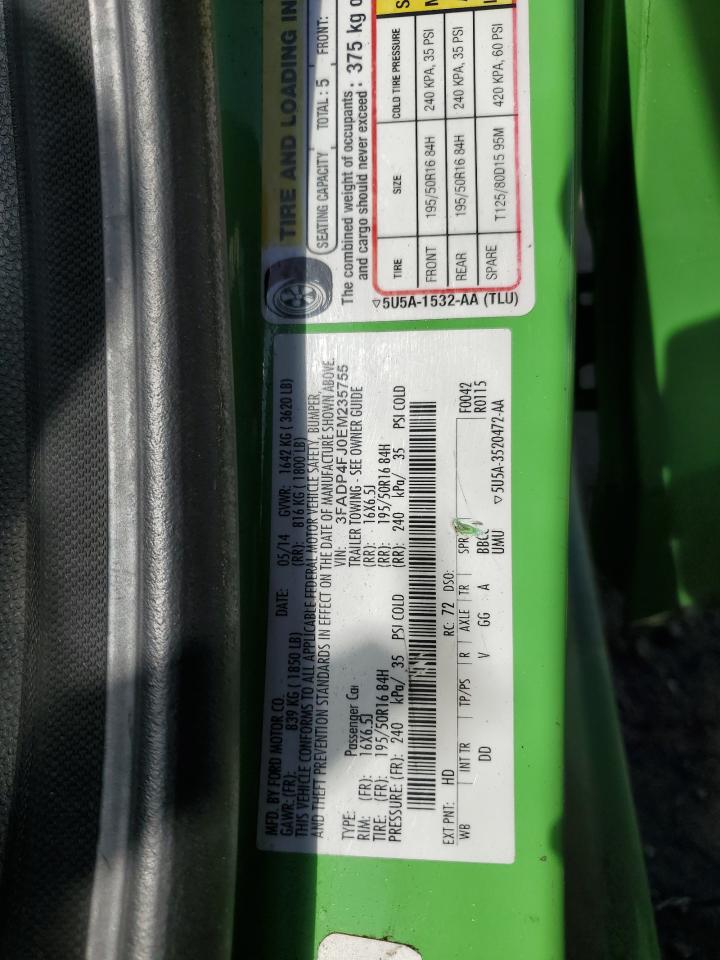 TIRE AND LOADING IN
SEATING CAPACITY TOTAL: 5 FRONT:
The combined weight of occupants
and cargo should never exceed: 375 kg o
TIRE SIZE COLD TIRE PRESSURE
FRONT 195/50R16 84H 240 KPA, 35 PSI
REAR 195/50R16 84H 240 KPA, 35 PSI
SPARE T125/80D15 95M 420 KPA, 60 PSI
▽5U5A-1532-AA (TLU)
MFD. BY FORD MOTOR CO.
DATE: 05/14 GVWR: 1642 KG ( 3620 LB)
GAWR: (FR): 839 KG ( 1850 LB) (RR): 816 KG ( 1800 LB)
THIS VEHICLE CONFORMS TO ALL APPLICABLE FEDERAL MOTOR VEHICLE SAFETY, BUMPER,
AND THEFT PREVENTION STANDARDS IN EFFECT ON THE DATE OF MANUFACTURE SHOWN ABOVE.
VIN: 3FADP4FJ0EM235755
TYPE: Passenger Car TRAILER TOWING - SEE OWNER GUIDE
RIM: (FR): 16X6.5J (RR): 16X6.5J
TIRE: (FR): 195/50R16 84H (RR): 195/50R16 84H
PRESSURE: (FR): 240 kPa/ 35 PSI COLD (RR): 240 kPa/ 35 PSI COLD
EXT PNT: HD RC: 72 DSO: F0042
WB INT TR TP/PS R AXLE TR SPR R0115
DD V GG A BBCC
UMU ▽5U5A-3520472-AA